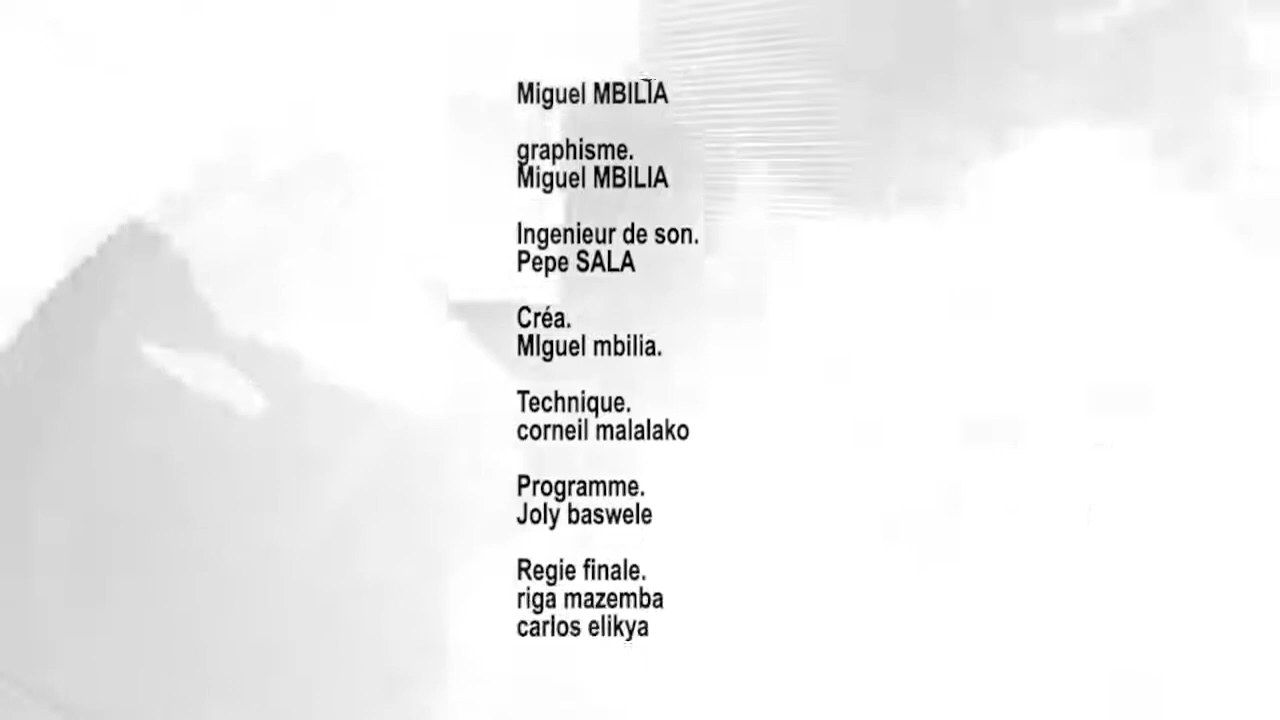 Miguel MBILIA
graphisme.
Miguel MBILIA
Ingenieur de son.
Pepe SALA
Créa.
MIguel mbilia.
Technique.
corneil malalako
Programme.
Joly baswele
Regie finale.
riga mazemba
carlos elikya